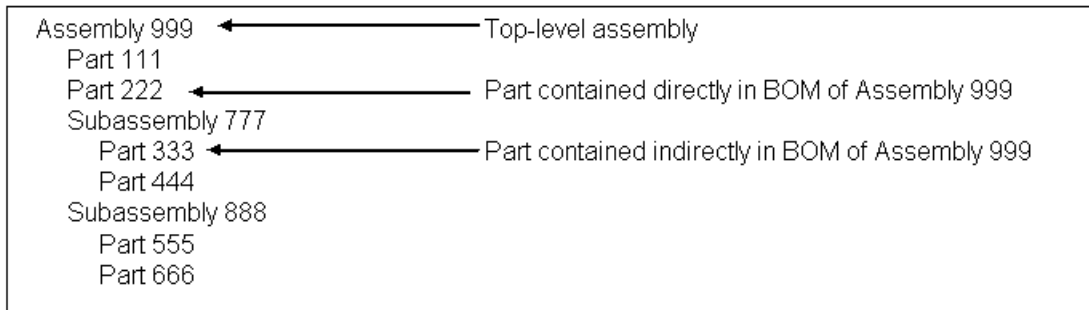 Assembly 999 Top-level assembly
Part 111
Part 222 Part contained directly in BOM of Assembly 999
Subassembly 777
Part 333 Part contained indirectly in BOM of Assembly 999
Part 444
Subassembly 888
Part 555
Part 666